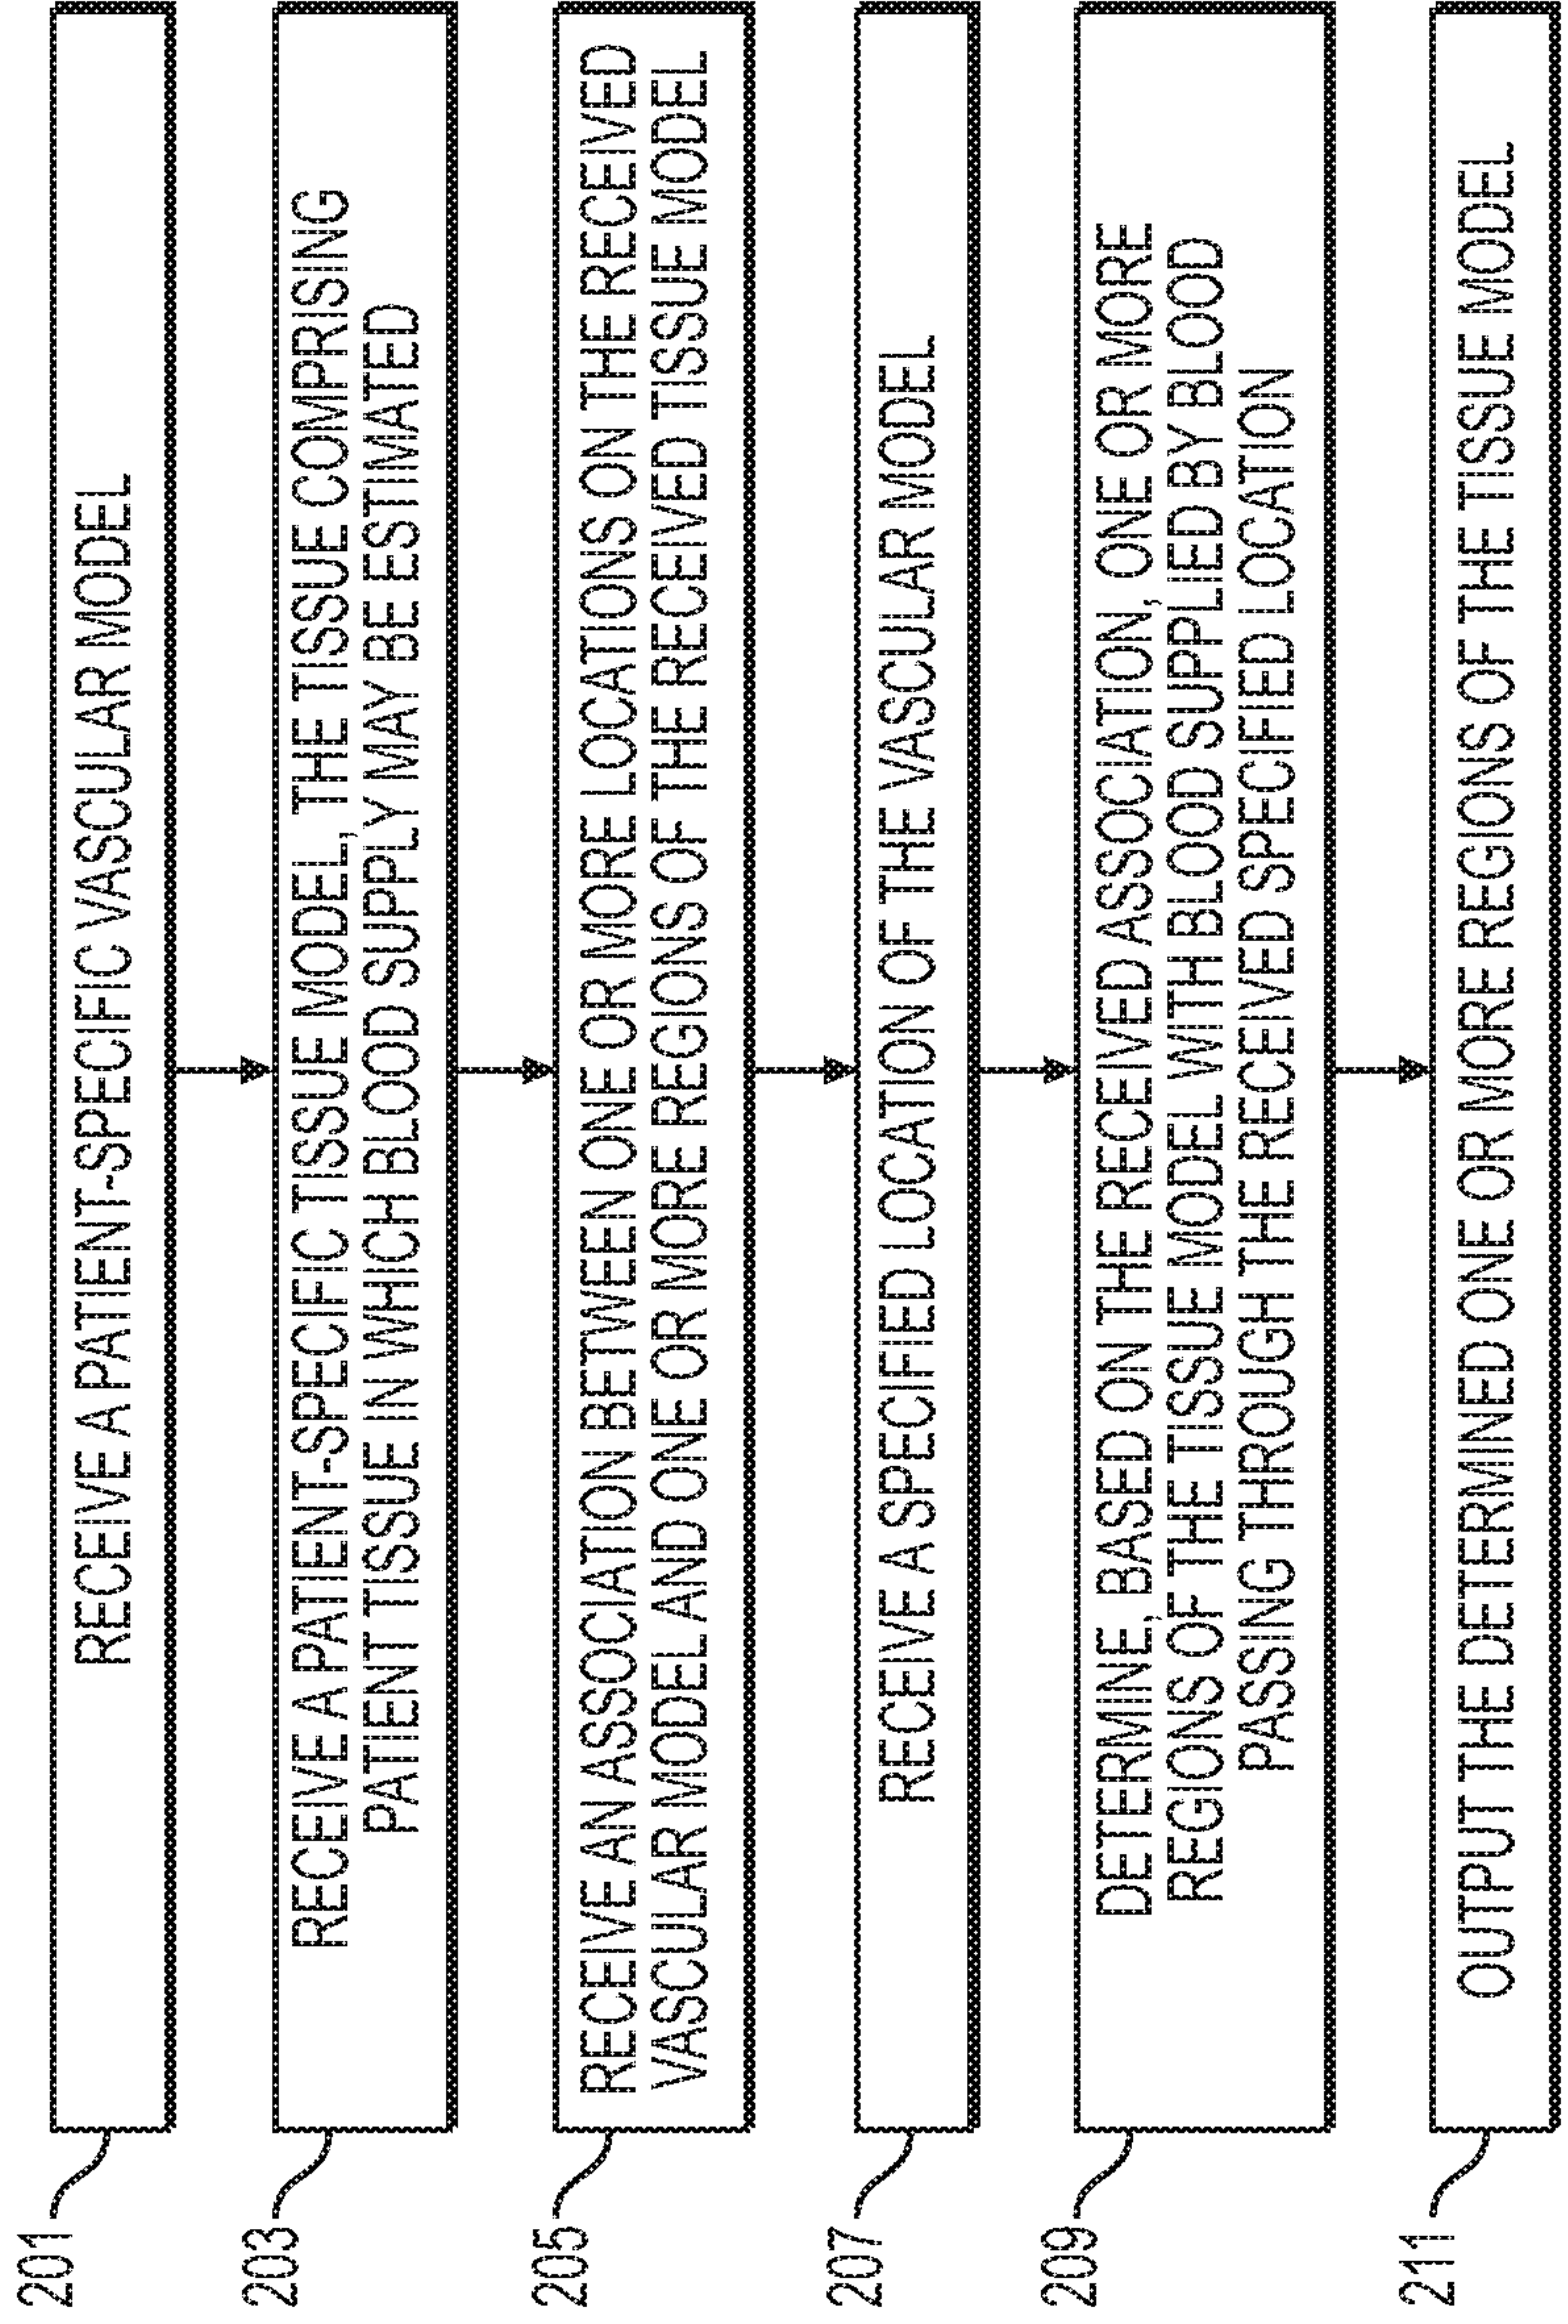 201
RECEIVE A PATIENT-SPECIFIC VASCULAR MODEL
203
RECEIVE A PATIENT-SPECIFIC TISSUE MODEL, THE TISSUE COMPRISING
PATIENT TISSUE IN WHICH BLOOD SUPPLY MAY BE ESTIMATED
205
RECEIVE AN ASSOCIATION BETWEEN ONE OR MORE LOCATIONS ON THE RECEIVED
VASCULAR MODEL AND ONE OR MORE REGIONS OF THE RECEIVED TISSUE MODEL
207
RECEIVE A SPECIFIED LOCATION OF THE VASCULAR MODEL
209
DETERMINE, BASED ON THE RECEIVED ASSOCIATION, ONE OR MORE
REGIONS OF THE TISSUE MODEL WITH BLOOD SUPPLIED BY BLOOD
PASSING THROUGH THE RECEIVED SPECIFIED LOCATION
211
OUTPUT THE DETERMINED ONE OR MORE REGIONS OF THE TISSUE MODEL